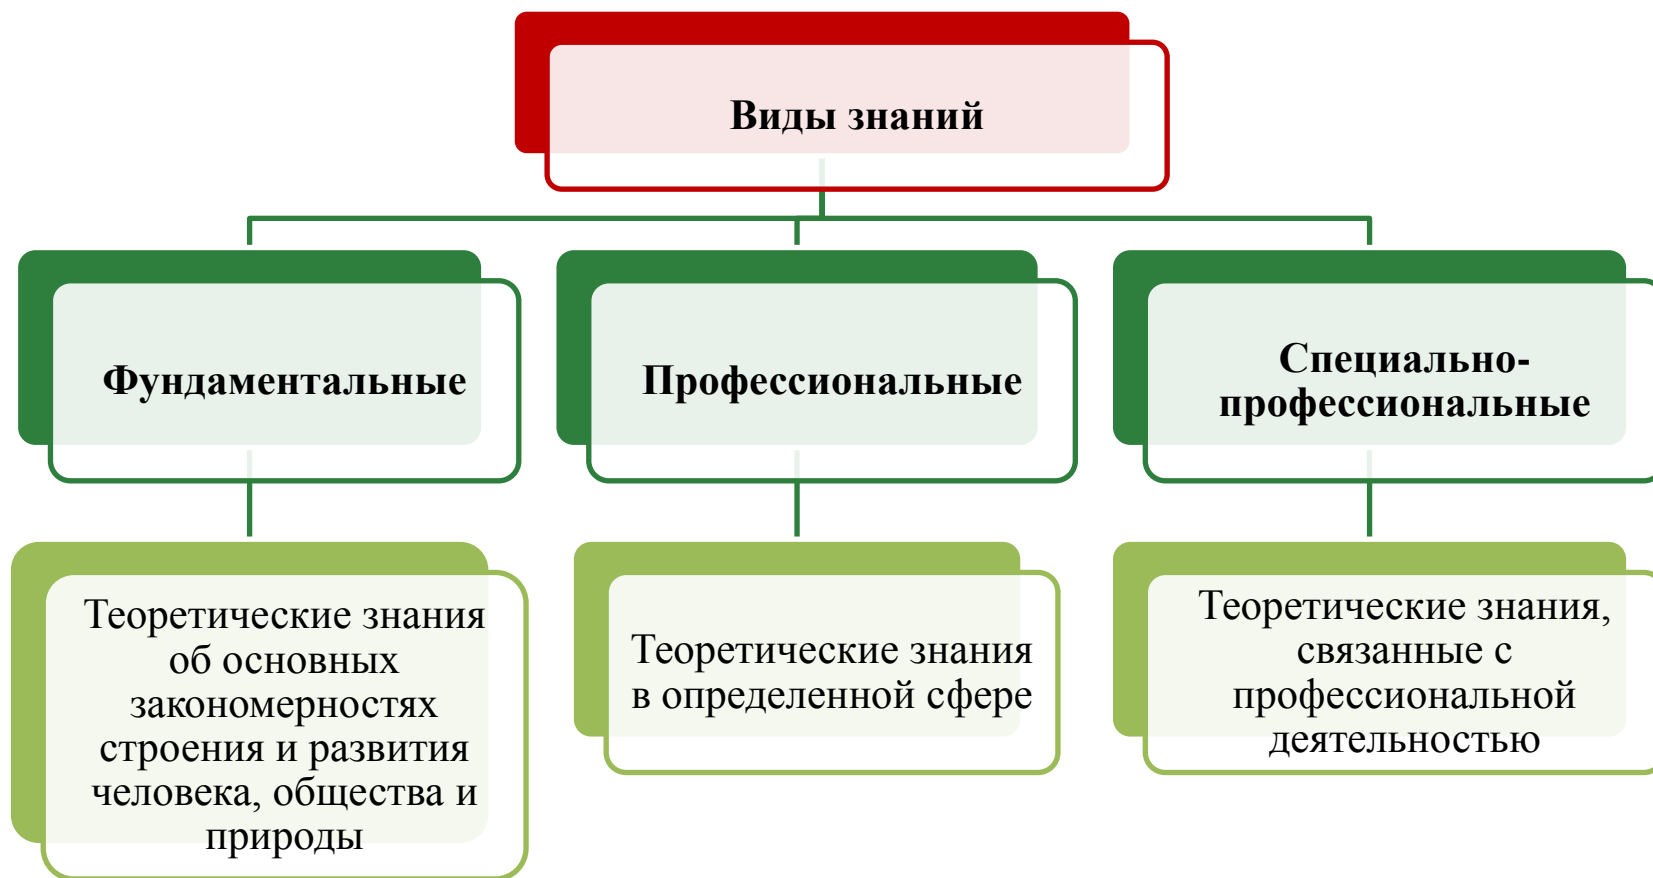 Виды знаний
Фундаментальные
Профессиональные
Специально-
профессиональные
Теоретические знания
об основных
закономерностях
строения и развития
человека, общества и
природы
Теоретические знания
в определенной сфере
Теоретические знания,
связанные с
профессиональной
деятельностью